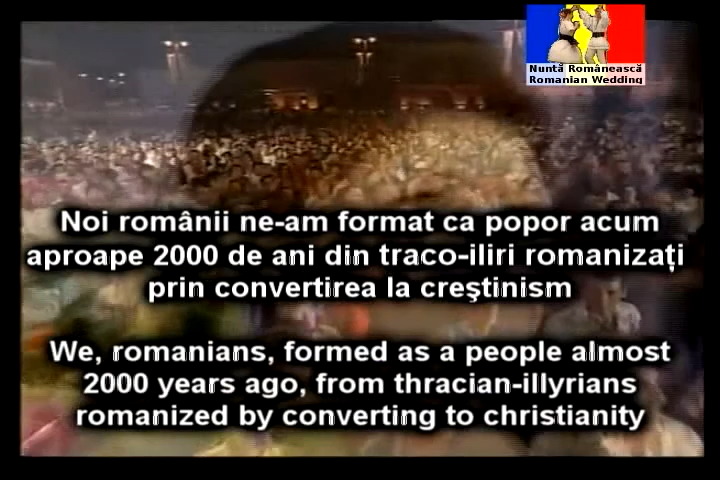 Nuntă Românească
Romanian Wedding
Noi românii ne-am format ca popor acum
aproape 2000 de ani din traco-iliri romanizaţi
prin convertirea la creştinism
We, romanians, formed as a people almost
2000 years ago, from thracian-illyrians
romanized by converting to christianity